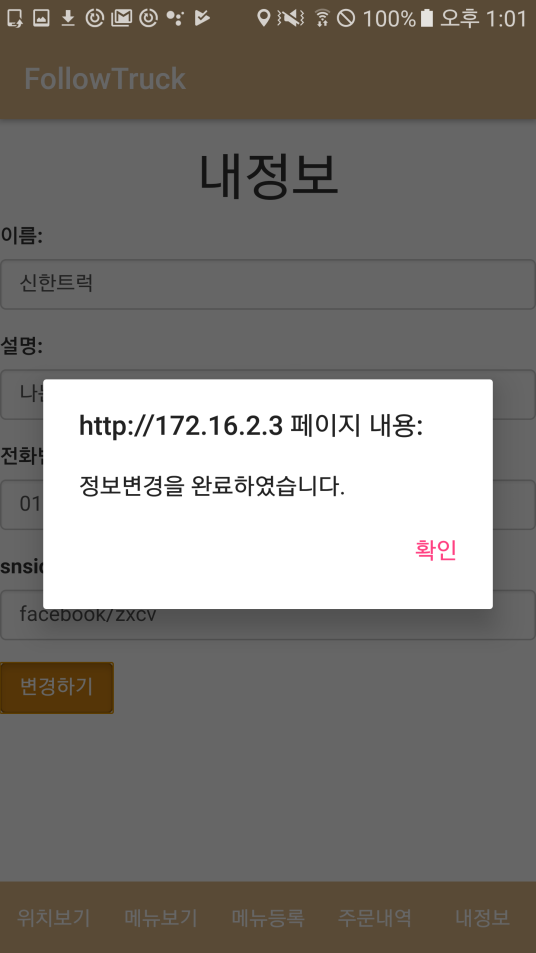 100% 오후 1:01
FollowTruck
내정보
이름:
신한트럭
설명:
http://172.16.2.3 페이지 내용:
정보변경을 완료하였습니다.
01
확인
facebook/zxcv
변경하기
위치보기 메뉴보기 메뉴등록 주문내역 내정보